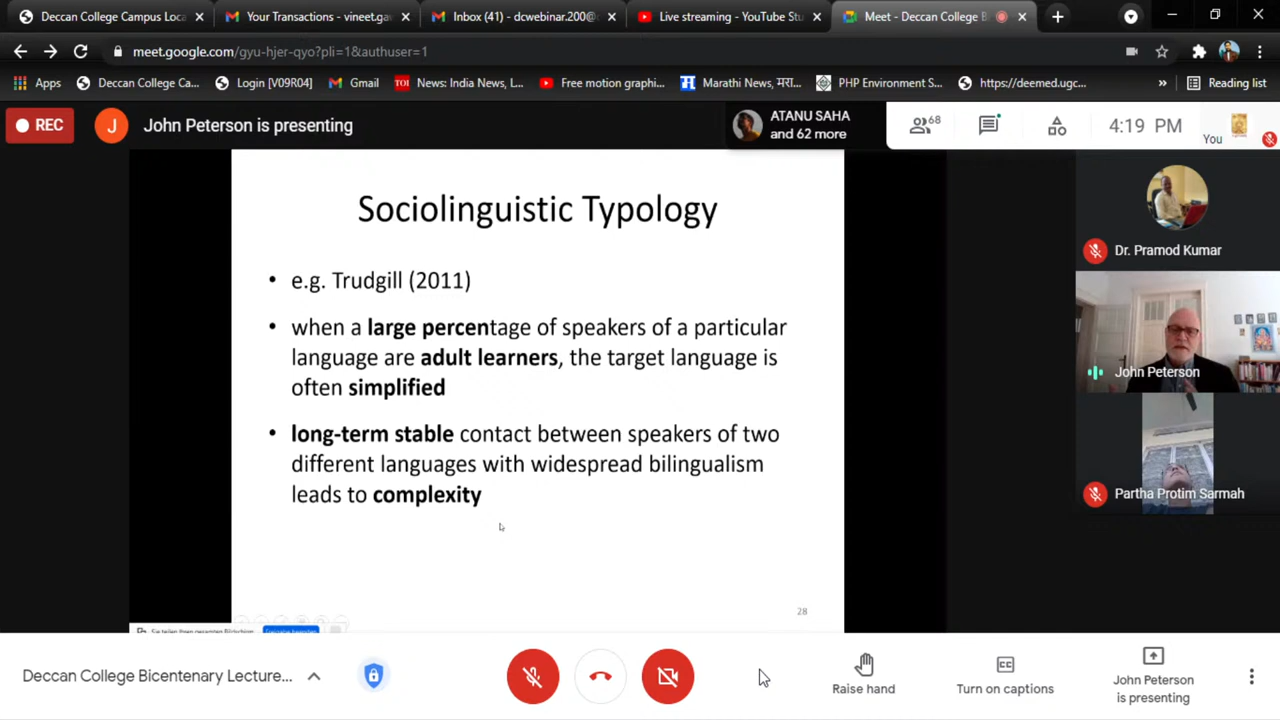 Deccan College Campus Loca
Your Transactions - vineet.ga
Inbox (41) - dcwebinar.200@
Live streaming - YouTube Stu
Meet - Deccan College B
meet.google.com/gyu-hjer-qyo?pli=1&authuser=1
Apps
Deccan College Ca...
Login [V09R04]
Gmail
TOI
News: India News, L...
Free motion graphi...
Marathi News, मरा...
PHP Environment S...
https://deemed.ugc...
»
Reading list
REC
J
John Peterson is presenting
ATANU SAHA
and 62 more
68
4:19 PM
You
Sociolinguistic Typology
• e.g. Trudgill (2011)
• when a large percentage of speakers of a particular
language are adult learners, the target language is
often simplified
• long-term stable contact between speakers of two
different languages with widespread bilingualism
leads to complexity
28
Dr. Pramod Kumar
John Peterson
Partha Protim Sarmah
Deccan College Bicentenary Lecture...
Raise hand
Turn on captions
John Peterson
is presenting